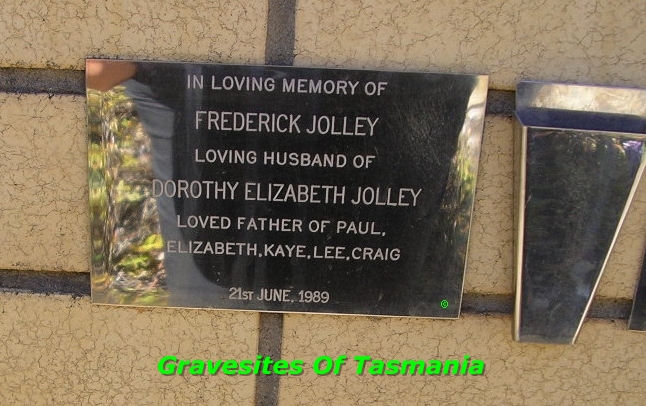 IN LOVING MEMORY OF
FREDERICK JOLLEY
LOVING HUSBAND OF
DOROTHY ELIZABETH JOLLEY
LOVED FATHER OF PAUL,
ELIZABETH, KAYE, LEE, CRAIG
21ST JUNE, 1989
©
Gravesites Of Tasmania